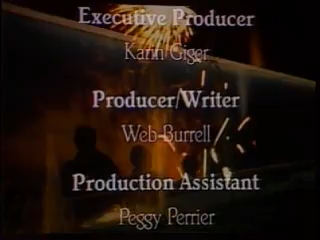 Executive Producer
Karin Giger
Producer/Writer
Web Burrell
Production Assistant
Peggy Perrier